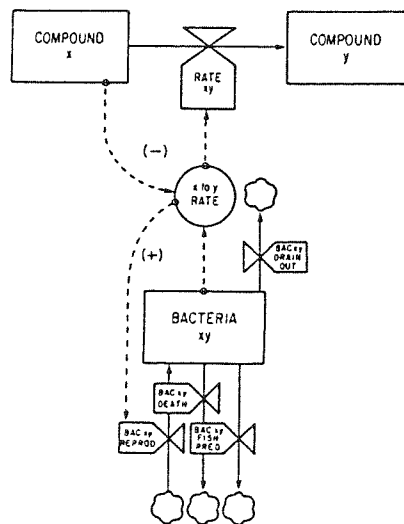 COMPOUND
x
COMPOUND
y
RATE
xy
(-)
x to y
RATE
(+)
BAC xy
DRAIN
OUT
BACTERIA
xy
BAC xy
DEATH
BAC xy
REPROD
BAC xy
FISH
PRED